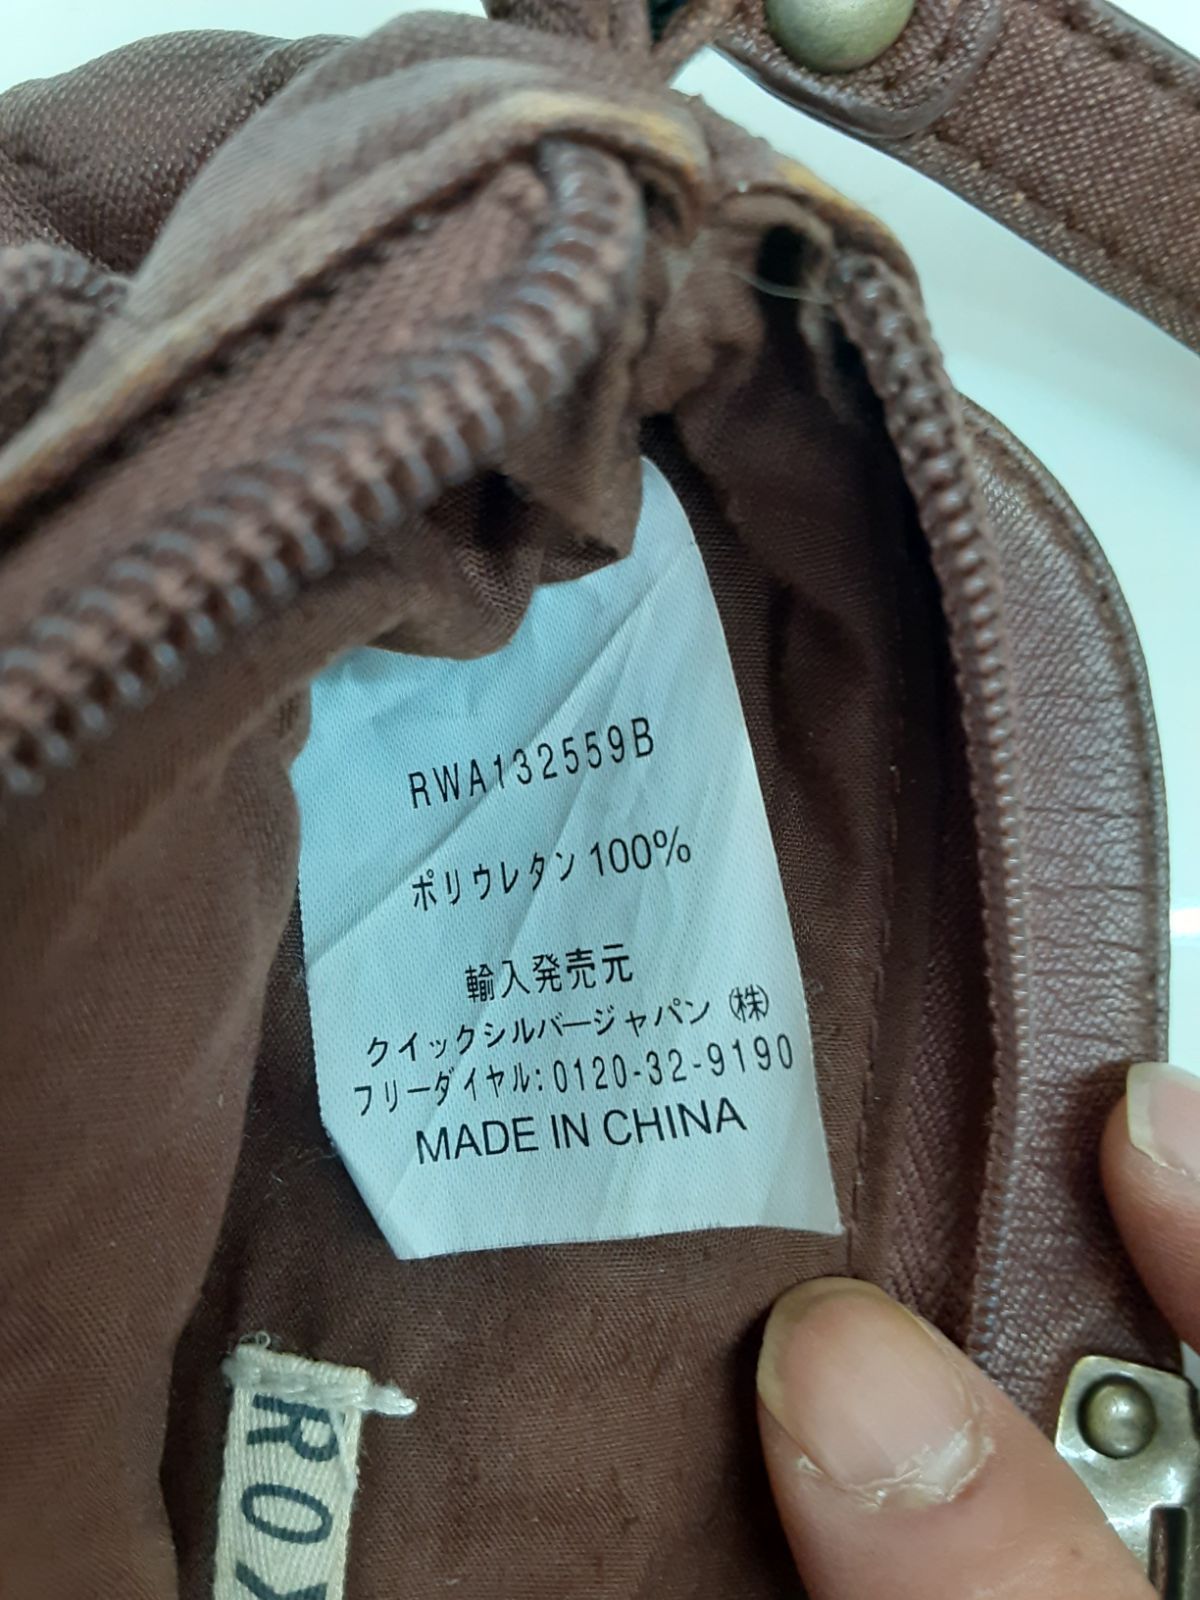 RWA132559B
ポリウレタン 100%
輸入発売元
クイックシルバージャパン ㈱
フリーダイヤル: 0120-32-9190
MADE IN CHINA
ROX